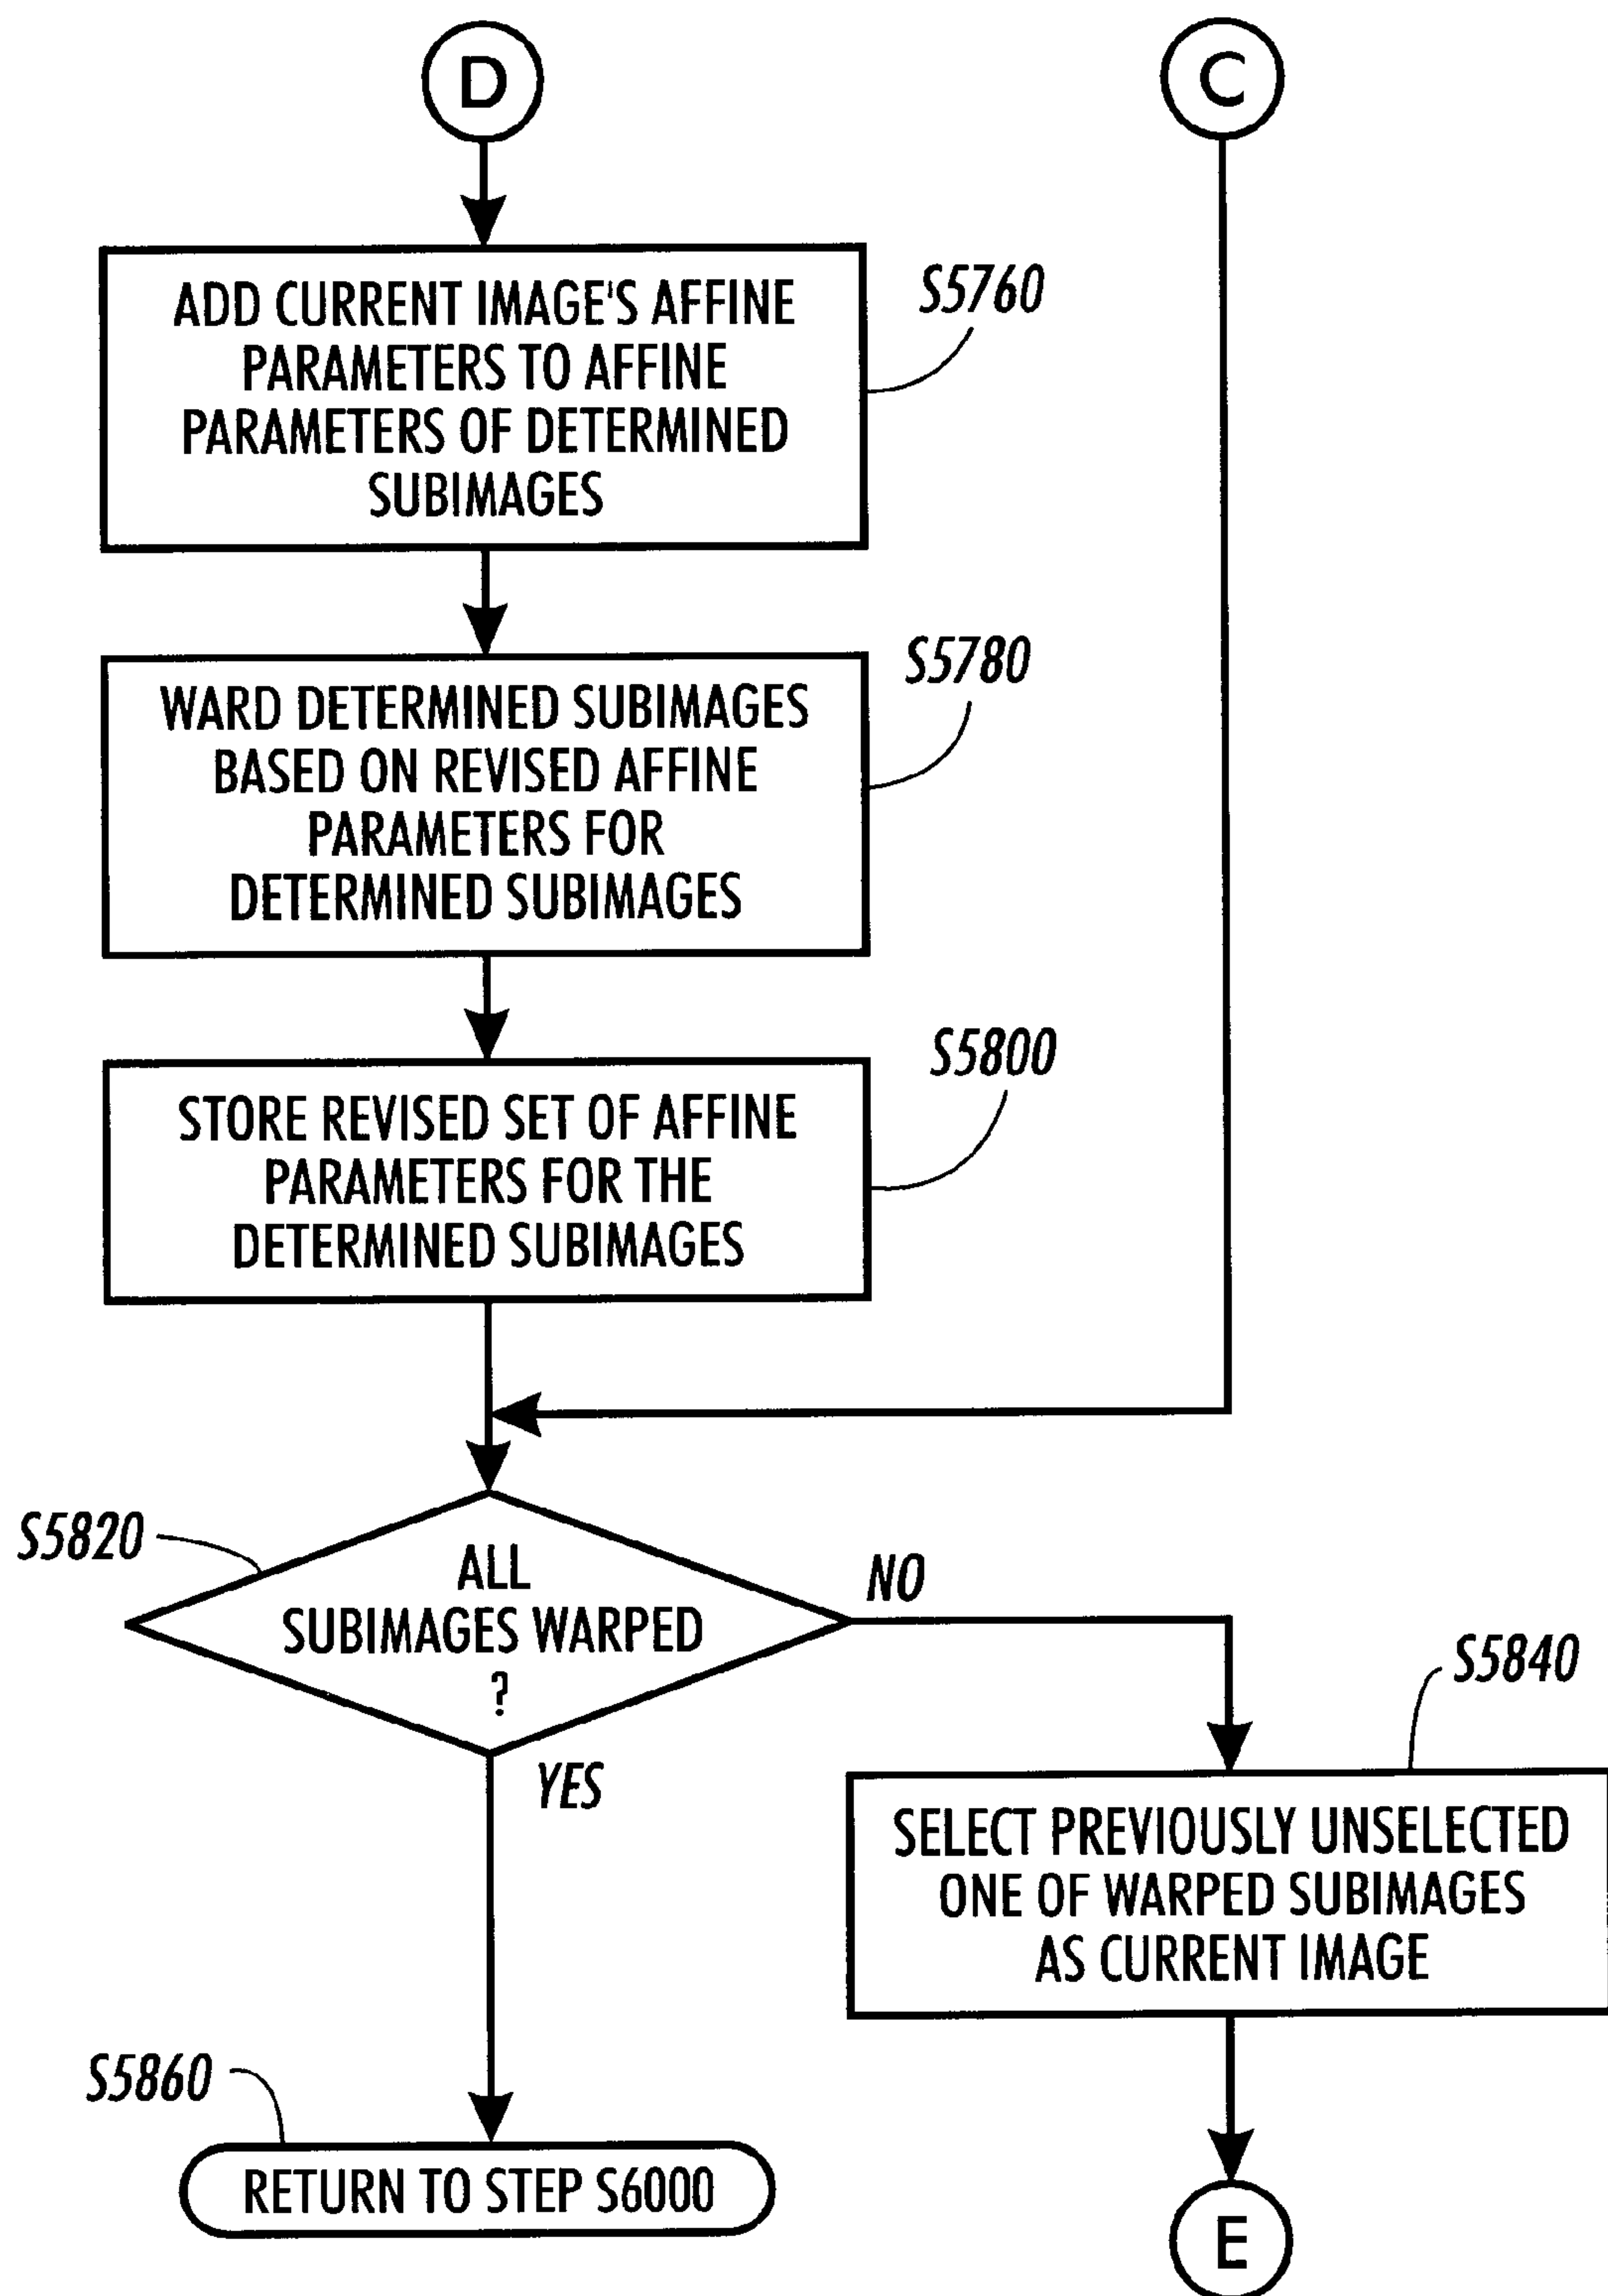 D
C
ADD CURRENT IMAGE'S AFFINE
PARAMETERS TO AFFINE
PARAMETERS OF DETERMINED
SUBIMAGES
S5760
WARD DETERMINED SUBIMAGES
BASED ON REVISED AFFINE
PARAMETERS FOR
DETERMINED SUBIMAGES
S5780
STORE REVISED SET OF AFFINE
PARAMETERS FOR THE
DETERMINED SUBIMAGES
S5800
S5820
ALL
SUBIMAGES WARPED
?
NO
YES
S5840
SELECT PREVIOUSLY UNSELECTED
ONE OF WARPED SUBIMAGES
AS CURRENT IMAGE
S5860
RETURN TO STEP S6000
E